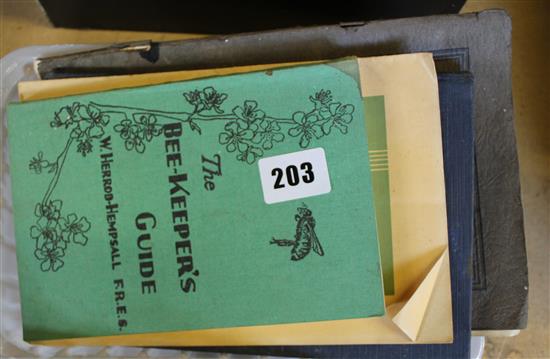 The
BEE-KEEPER'S
GUIDE
W. HERROD-HEMPSALL F.R.E.S.
203